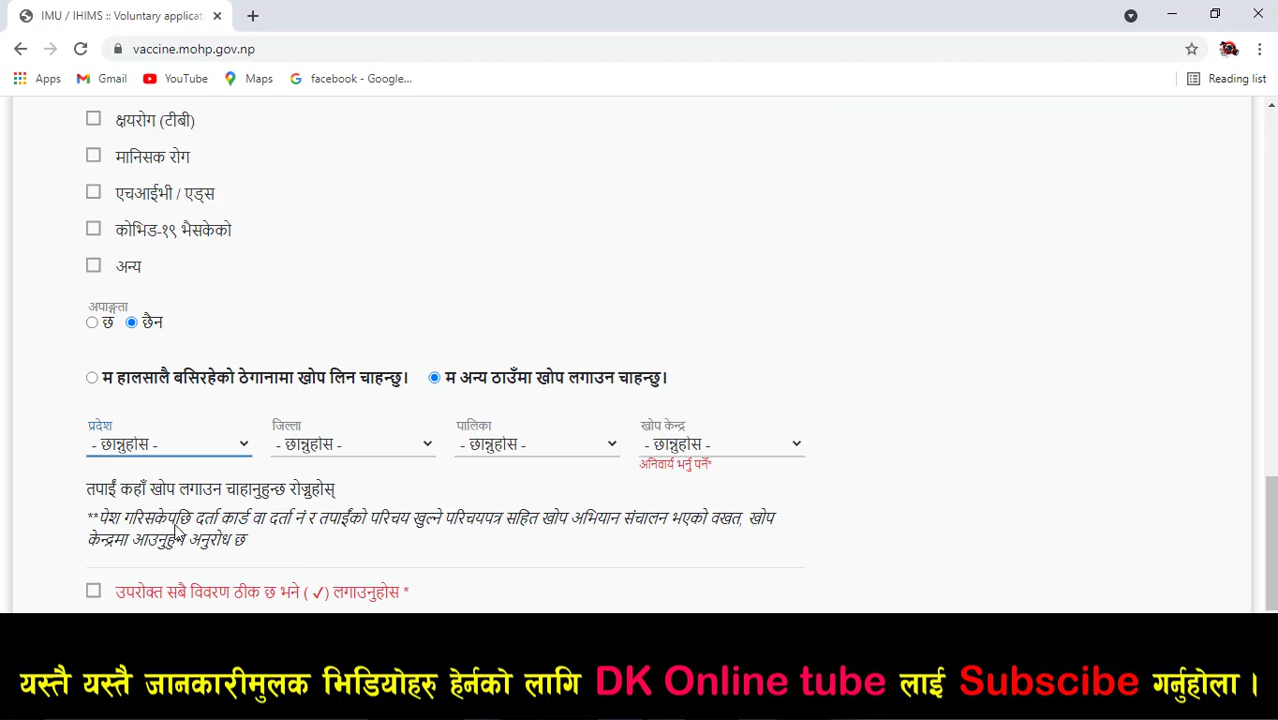 IMU / IHIMS :: Voluntary applicat
vaccine.mohp.gov.np
Apps Gmail YouTube Maps facebook - Google... Reading list
क्षयरोग (टीबी)
मानिसक रोग
एचआईभी / एड्स
कोभिड-१९ भैसकेको
अन्य
अपाङ्गता
छ छैन
म हालसालै बसिरहेको ठेगानामा खोप लिन चाहन्छु। म अन्य ठाउँमा खोप लगाउन चाहन्छु।
प्रदेश जिल्ला पालिका खोप केन्द्र
- छान्नुहोस - - छान्नुहोस - - छान्नुहोस - - छान्नुहोस -
अनिवार्य भर्नु पर्ने*
तपाईं कहाँ खोप लगाउन चाहानुहुन्छ रोज्नुहोस्
**पेश गरिसकेपछि दर्ता कार्ड वा दर्ता नं र तपाईंको परिचय खुल्ने परिचयपत्र सहित खोप अभियान संचालन भएको वखत, खोप
केन्द्रमा आउनुहुन अनुरोध छ
उपरोक्त सबै विवरण ठीक छ भने ( ✓) लगाउनुहोस *
यस्तै यस्तै जानकारीमुलक भिडियोहरु हेर्नको लागि DK Online tube लाई Subscibe गर्नुहोला ।